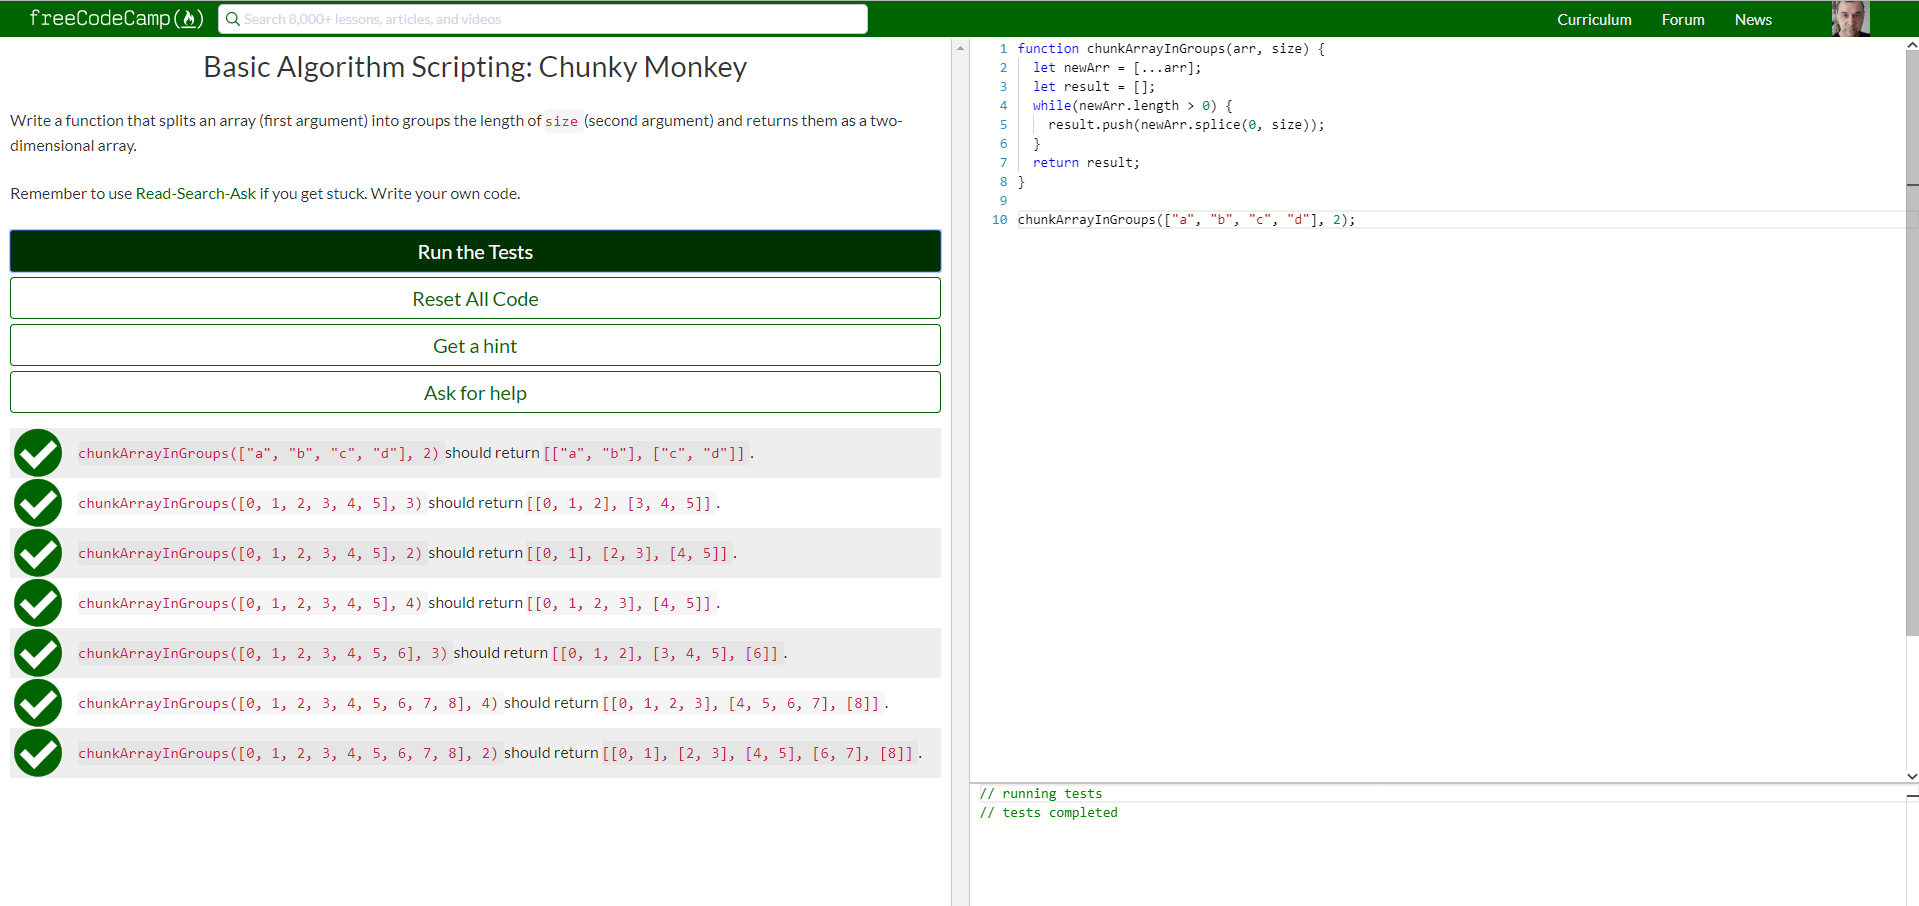 freeCodeCamp
Search 8,000+ lessons, articles, and videos
Curriculum Forum News
Basic Algorithm Scripting: Chunky Monkey
Write a function that splits an array (first argument) into groups the length of size (second argument) and returns them as a two-
dimensional array.
Remember to use Read-Search-Ask if you get stuck. Write your own code.
Run the Tests
Reset All Code
Get a hint
Ask for help
chunkArrayInGroups(["a", "b", "c", "d"], 2) should return [["a", "b"], ["c", "d"]].
chunkArrayInGroups([0, 1, 2, 3, 4, 5], 3) should return [[0, 1, 2], [3, 4, 5]].
chunkArrayInGroups([0, 1, 2, 3, 4, 5], 2) should return [[0, 1], [2, 3], [4, 5]].
chunkArrayInGroups([0, 1, 2, 3, 4, 5], 4) should return [[0, 1, 2, 3], [4, 5]].
chunkArrayInGroups([0, 1, 2, 3, 4, 5, 6], 3) should return [[0, 1, 2], [3, 4, 5], [6]].
chunkArrayInGroups([0, 1, 2, 3, 4, 5, 6, 7, 8], 4) should return [[0, 1, 2, 3], [4, 5, 6, 7], [8]].
chunkArrayInGroups([0, 1, 2, 3, 4, 5, 6, 7, 8], 2) should return [[0, 1], [2, 3], [4, 5], [6, 7], [8]].
1 function chunkArrayInGroups(arr, size) {
2 let newArr = [...arr];
3 let result = [];
4 while(newArr.length > 0) {
5 result.push(newArr.splice(0, size));
6 }
7 return result;
8 }
9
10 chunkArrayInGroups(["a", "b", "c", "d"], 2);
// running tests
// tests completed